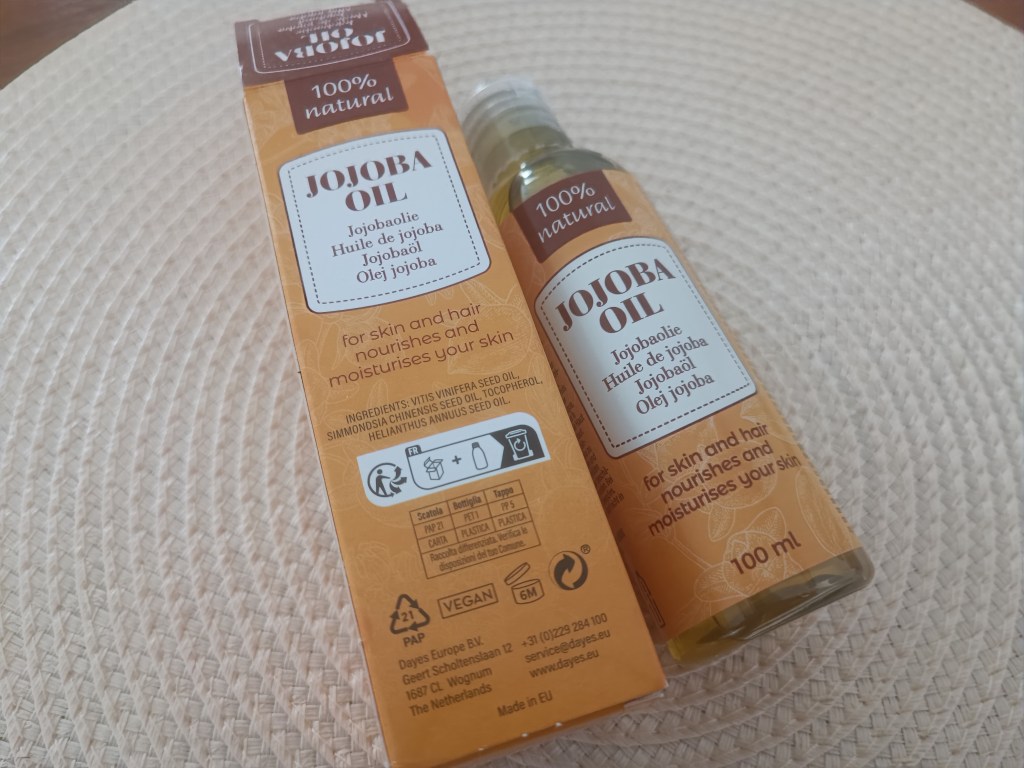 JOJOBA
OIL
100%
natural
JOJOBA
OIL
Jojobaolie
Huile de jojoba
Jojobaöl
Olej jojoba
for skin and hair
nourishes and
moisturises your skin
INGREDIENTS: VITIS VINIFERA SEED OIL,
SIMMONDSIA CHINENSIS SEED OIL, TOCOPHEROL,
HELIANTHUS ANNUUS SEED OIL.
FR
+
Scatola Bottiglia Tappo
PAP 21 PET 1 PP 5
CARTA PLASTICA PLASTICA
Raccolta differenziata. Verifica le
disposizioni del tuo Comune.
21
PAP
VEGAN
6M
®
Dayes Europe B.V.
Geert Scholtenslaan 12
1687 CL Wognum
The Netherlands
+31 (0)229 284 100
service@dayes.eu
www.dayes.eu
Made in EU
100%
natural
JOJOBA
OIL
Jojobaolie
Huile de jojoba
Jojobaöl
Olej jojoba
for skin and hair
nourishes and
moisturises your skin
100 ml